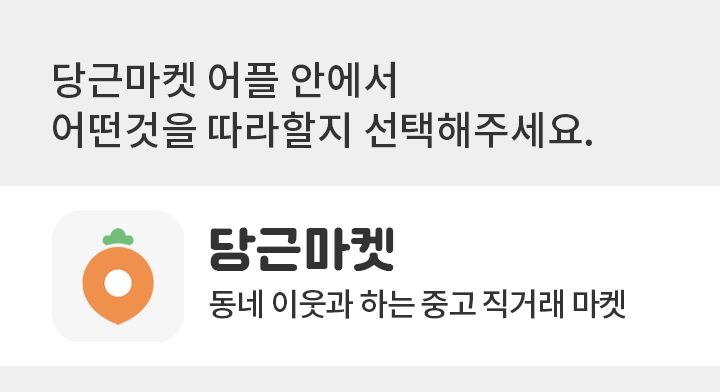 당근마켓 어플 안에서
어떤것을 따라할지 선택해주세요.
당근마켓
동네 이웃과 하는 중고 직거래 마켓